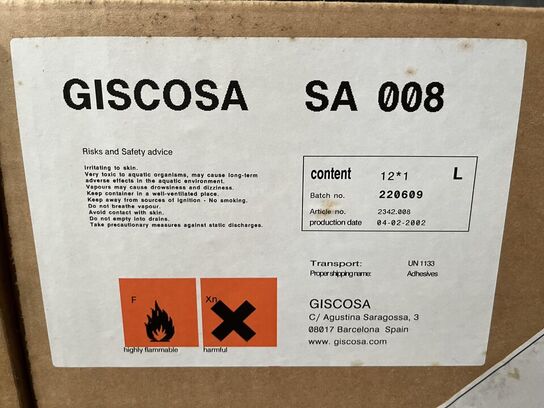 GISCOSA SA 008
Risks and Safety advice
Irritating to skin.
Very toxic to aquatic organisms, may cause long-term
adverse effects in the aquatic environment.
Vapours may cause drowsiness and dizziness.
Keep container in a well-ventilated place.
Keep away from sources of ignition - No smoking.
Do not breathe vapour.
Avoid contact with skin.
Do not empty into drains.
Take precautionary measures against static discharges.
content 12*1 L
Batch no. 220609
Article no. 2342.008
production date 04-02-2002
Transport: UN 1133
Proper shipping name: Adhesives
F
highly flammable
Xn
harmful
GISCOSA
C/ Agustina Saragossa, 3
08017 Barcelona Spain
www. giscosa.com